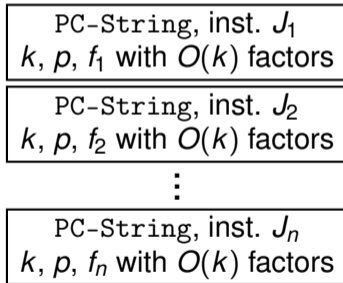 PC-String, inst. J₁
k, p, f₁ with O(k) factors
PC-String, inst. J₂
k, p, f₂ with O(k) factors
⋮
PC-String, inst. Jₙ
k, p, fₙ with O(k) factors